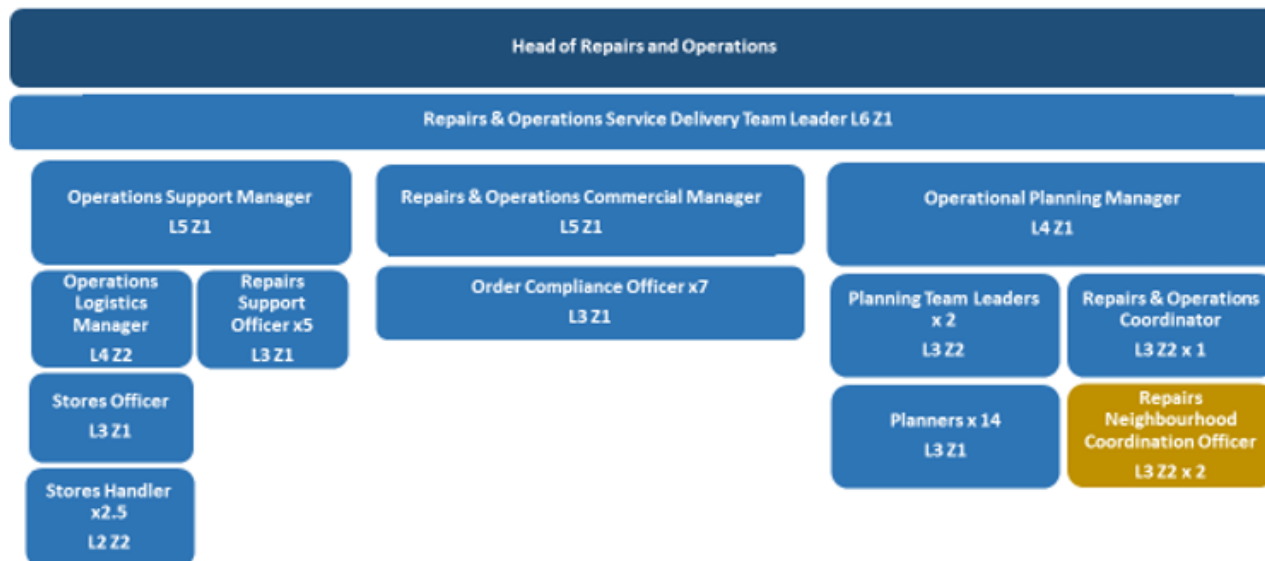 Head of Repairs and Operations
Repairs & Operations Service Delivery Team Leader L6 Z1
Operations Support Manager
L5 Z1
Repairs & Operations Commercial Manager
L5 Z1
Operational Planning Manager
L4 Z1
Operations
Logistics
Manager
L4 Z2
Repairs
Support
Officer x5
L3 Z1
Order Compliance Officer x7
L3 Z1
Planning Team Leaders
x 2
L3 Z2
Repairs & Operations
Coordinator
L3 Z2 x 1
Stores Officer
L3 Z1
Planners x 14
L3 Z1
Repairs
Neighbourhood
Coordination Officer
L3 Z2 x 2
Stores Handler
x2.5
L2 Z2